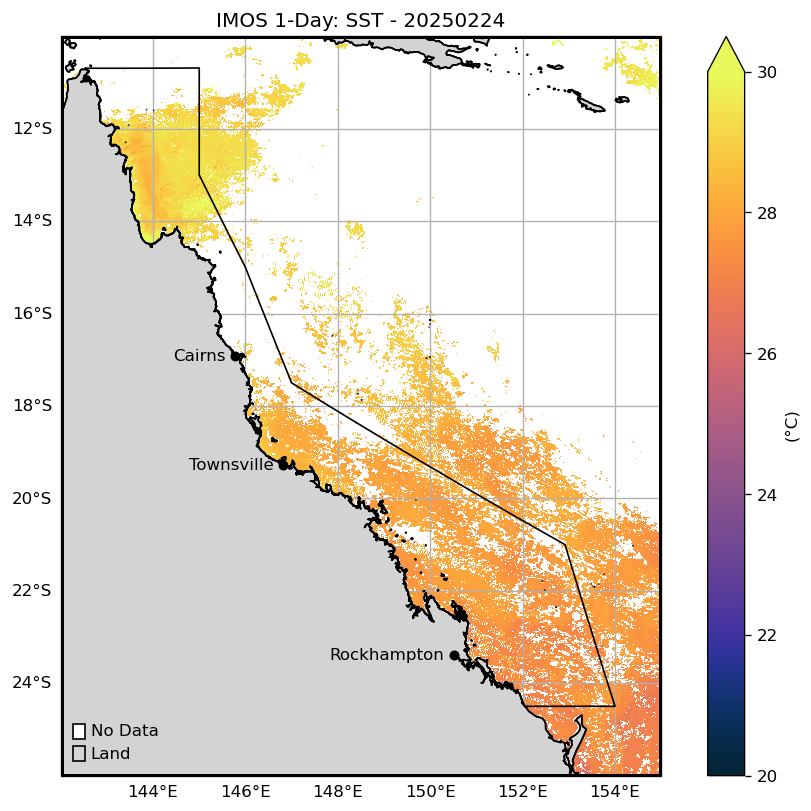 IMOS 1-Day: SST - 20250224
12°S
14°S
16°S
18°S
20°S
22°S
24°S
Cairns
Townsville
Rockhampton
No Data
Land
144°E 146°E 148°E 150°E 152°E 154°E
30
28
26
24
22
20
(°C)